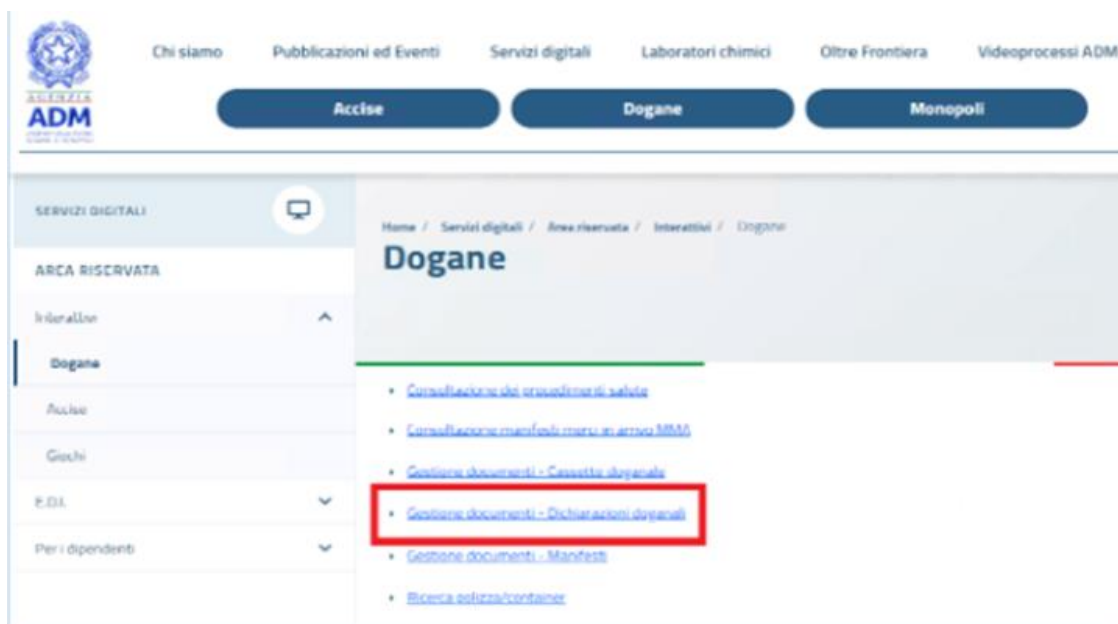 Chi siamo Pubblicazioni ed Eventi Servizi digitali Laboratori chimici Oltre Frontiera Videoprocessi ADM
AGENZIA
ADM
Accise Dogane Monopoli
SERVIZI DIGITALI
ARCA RISERVATA
Interattivi
Dogane
Accise
Giochi
E.D.I.
Per i dipendenti
Home / Servizi digitali / Area riservata / Interattivi / Dogane
Dogane
Consultazione dei procedimenti salute
Consultazione manifesti merci in arrivo MMA
Gestione documenti - Cassetto doganale
Gestione documenti - Dichiarazioni doganali
Gestione documenti - Manifesti
Ricerca polizza/container